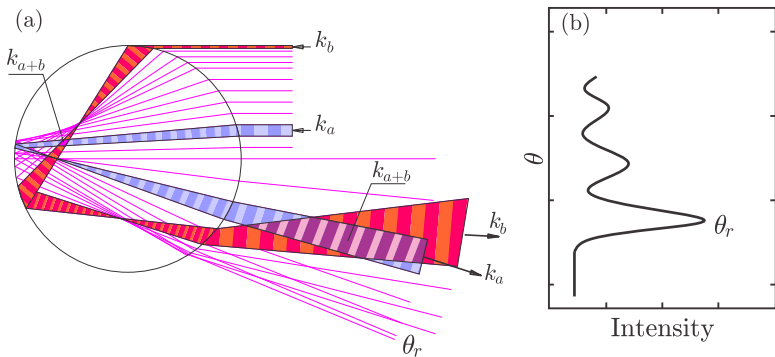 (a)
k_b
k_{a+b}
k_a
k_{a+b}
k_b
k_a
θ_r
(b)
θ
θ_r
Intensity